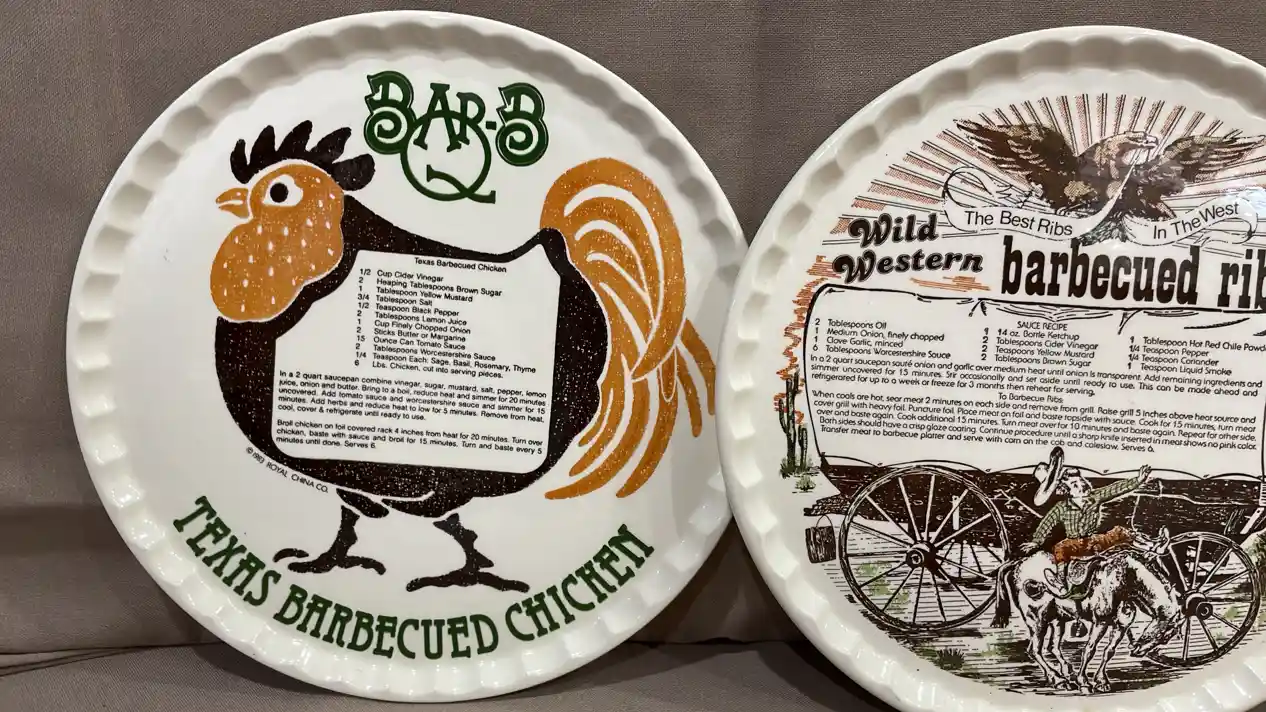 BAR-B
Q
Texas Barbecued Chicken
1/2 Cup Cider Vinegar
2 Heaping Tablespoons Brown Sugar
1 Tablespoon Yellow Mustard
3/4 Tablespoon Salt
1/2 Teaspoon Black Pepper
2 Tablespoons Lemon Juice
1 Cup Finely Chopped Onion
2 Sticks Butter or Margarine
15 Ounce Can Tomato Sauce
2 Tablespoons Worcestershire Sauce
1/4 Teaspoon Each: Sage, Basil, Rosemary, Thyme
6 Lbs. Chicken, cut into serving pieces.
In a 2 quart saucepan combine vinegar, sugar, mustard, salt, pepper, lemon
juice, onion and butter. Bring to a boil, reduce heat and simmer for 20 minutes
uncovered. Add tomato sauce and worcestershire sauce and simmer for 15
minutes. Add herbs and reduce heat to low for 5 minutes. Remove from heat,
cool, cover & refrigerate until ready to use.
Broil chicken on foil covered rack 4 inches from heat for 20 minutes. Turn over
chicken, baste with sauce and broil for 15 minutes. Turn and baste every 5
minutes until done. Serves 6.
©1983 ROYAL CHINA CO.
TEXAS BARBECUED CHICKEN
The Best Ribs In The West
Wild
Western
barbecued rib
SAUCE RECIPE
2 Tablespoons Oil
1 Medium Onion, finely chopped
1 Clove Garlic, minced
6 Tablespoons Worcestershire Sauce
1 14 oz. Bottle Ketchup
2 Tablespoons Cider Vinegar
2 Teaspoons Yellow Mustard
2 Tablespoons Brown Sugar
1 Tablespoon Hot Red Chile Powd
1/4 Teaspoon Pepper
1/4 Teaspoon Coriander
1 Teaspoon Liquid Smoke
In a 2 quart saucepan sauté onion and garlic over medium heat until onion is transparent. Add remaining ingredients and
simmer uncovered for 15 minutes. Stir occasionally and set aside until ready to use. This can be made ahead and
refrigerated for up to a week or freeze for 3 months then reheat for serving.
To Barbecue Ribs
When coals are hot, sear meat 2 minutes on each side and remove from grill. Raise grill 5 inches above hear source and
cover grill with heavy foil. Puncture foil. Place meat on foil and baste topside with sauce. Cook for 15 minutes, turn meat
over and baste again. Cook additional 15 minutes. Turn meat over for 10 minutes and baste again. Repeat for other side.
Both sides should have a crisp glaze coating. Continue procedure until a sharp knife inserted in meat shows no pink color.
Transfer meat to barbecue platter and serve with corn on the cob and coleslaw. Serves 6.